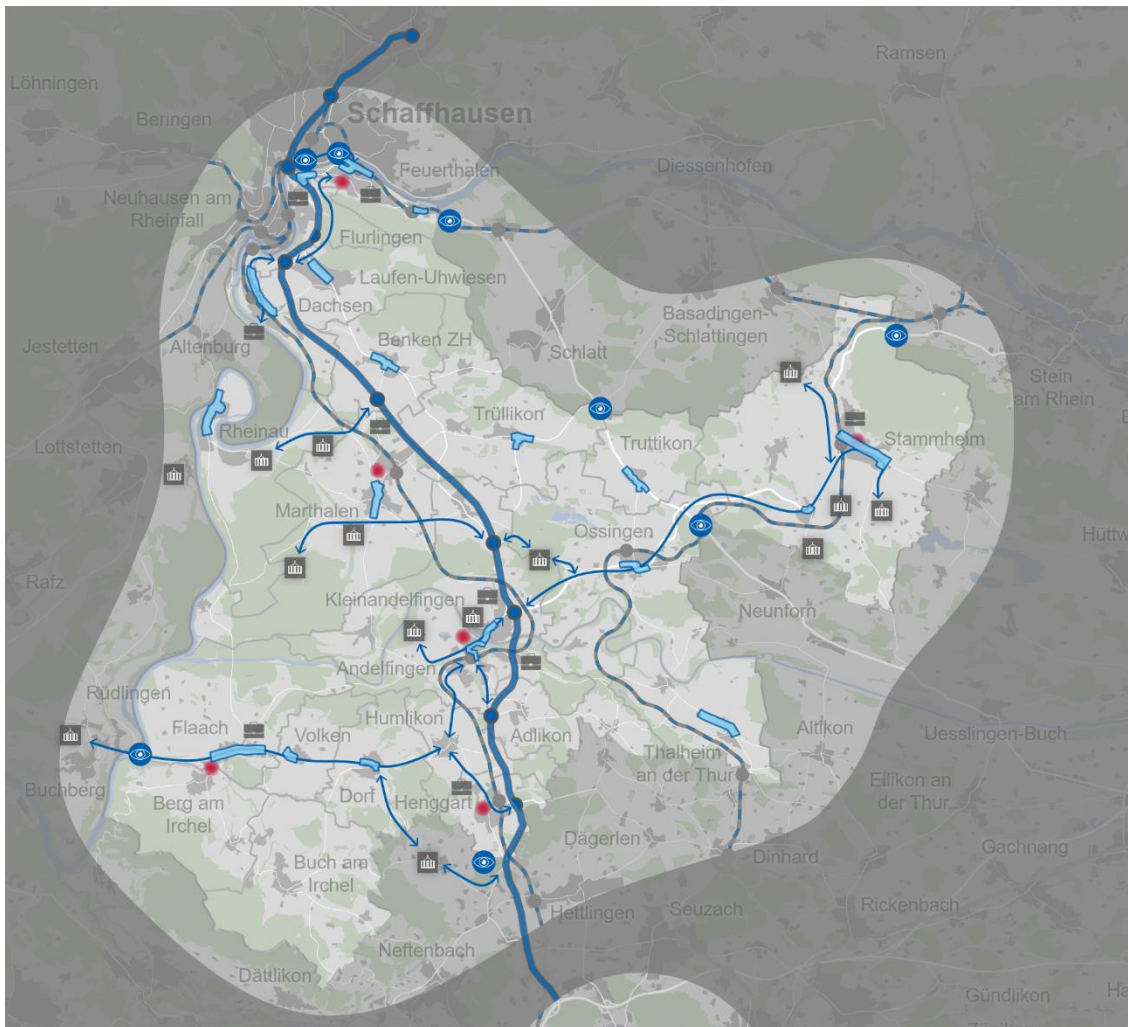 Ramsen
Löhningen
Schaffhausen
Beringen
Diessenhofen
Feuerthalen
Neuhausen am
Rheinfall
Flurlingen
Laufen-Uhwiesen
Dachsen
Basadingen-
Schlattingen
Jestetten
Altenburg
Benken ZH
Schlatt
Stein
am Rhein
Lottstetten
Rheinau
Trüllikon
Truttikon
Stammheim
Marthalen
Ossingen
Rafz
Kleinandelfingen
Neunforn
Andelfingen
Rüdlingen
Flaach
Volken
Humlikon
Adlikon
Altikon
Uesslingen-Buch
Thalheim
an der Thur
Buchberg
Berg am
Irchel
Dorf
Henggart
Ellikon an
der Thur
Dägerlen
Buch am
Irchel
Dinhard
Gachnang
Hettlingen
Seuzach
Rickenbach
Neftenbach
Dättlikon
Gündlikon